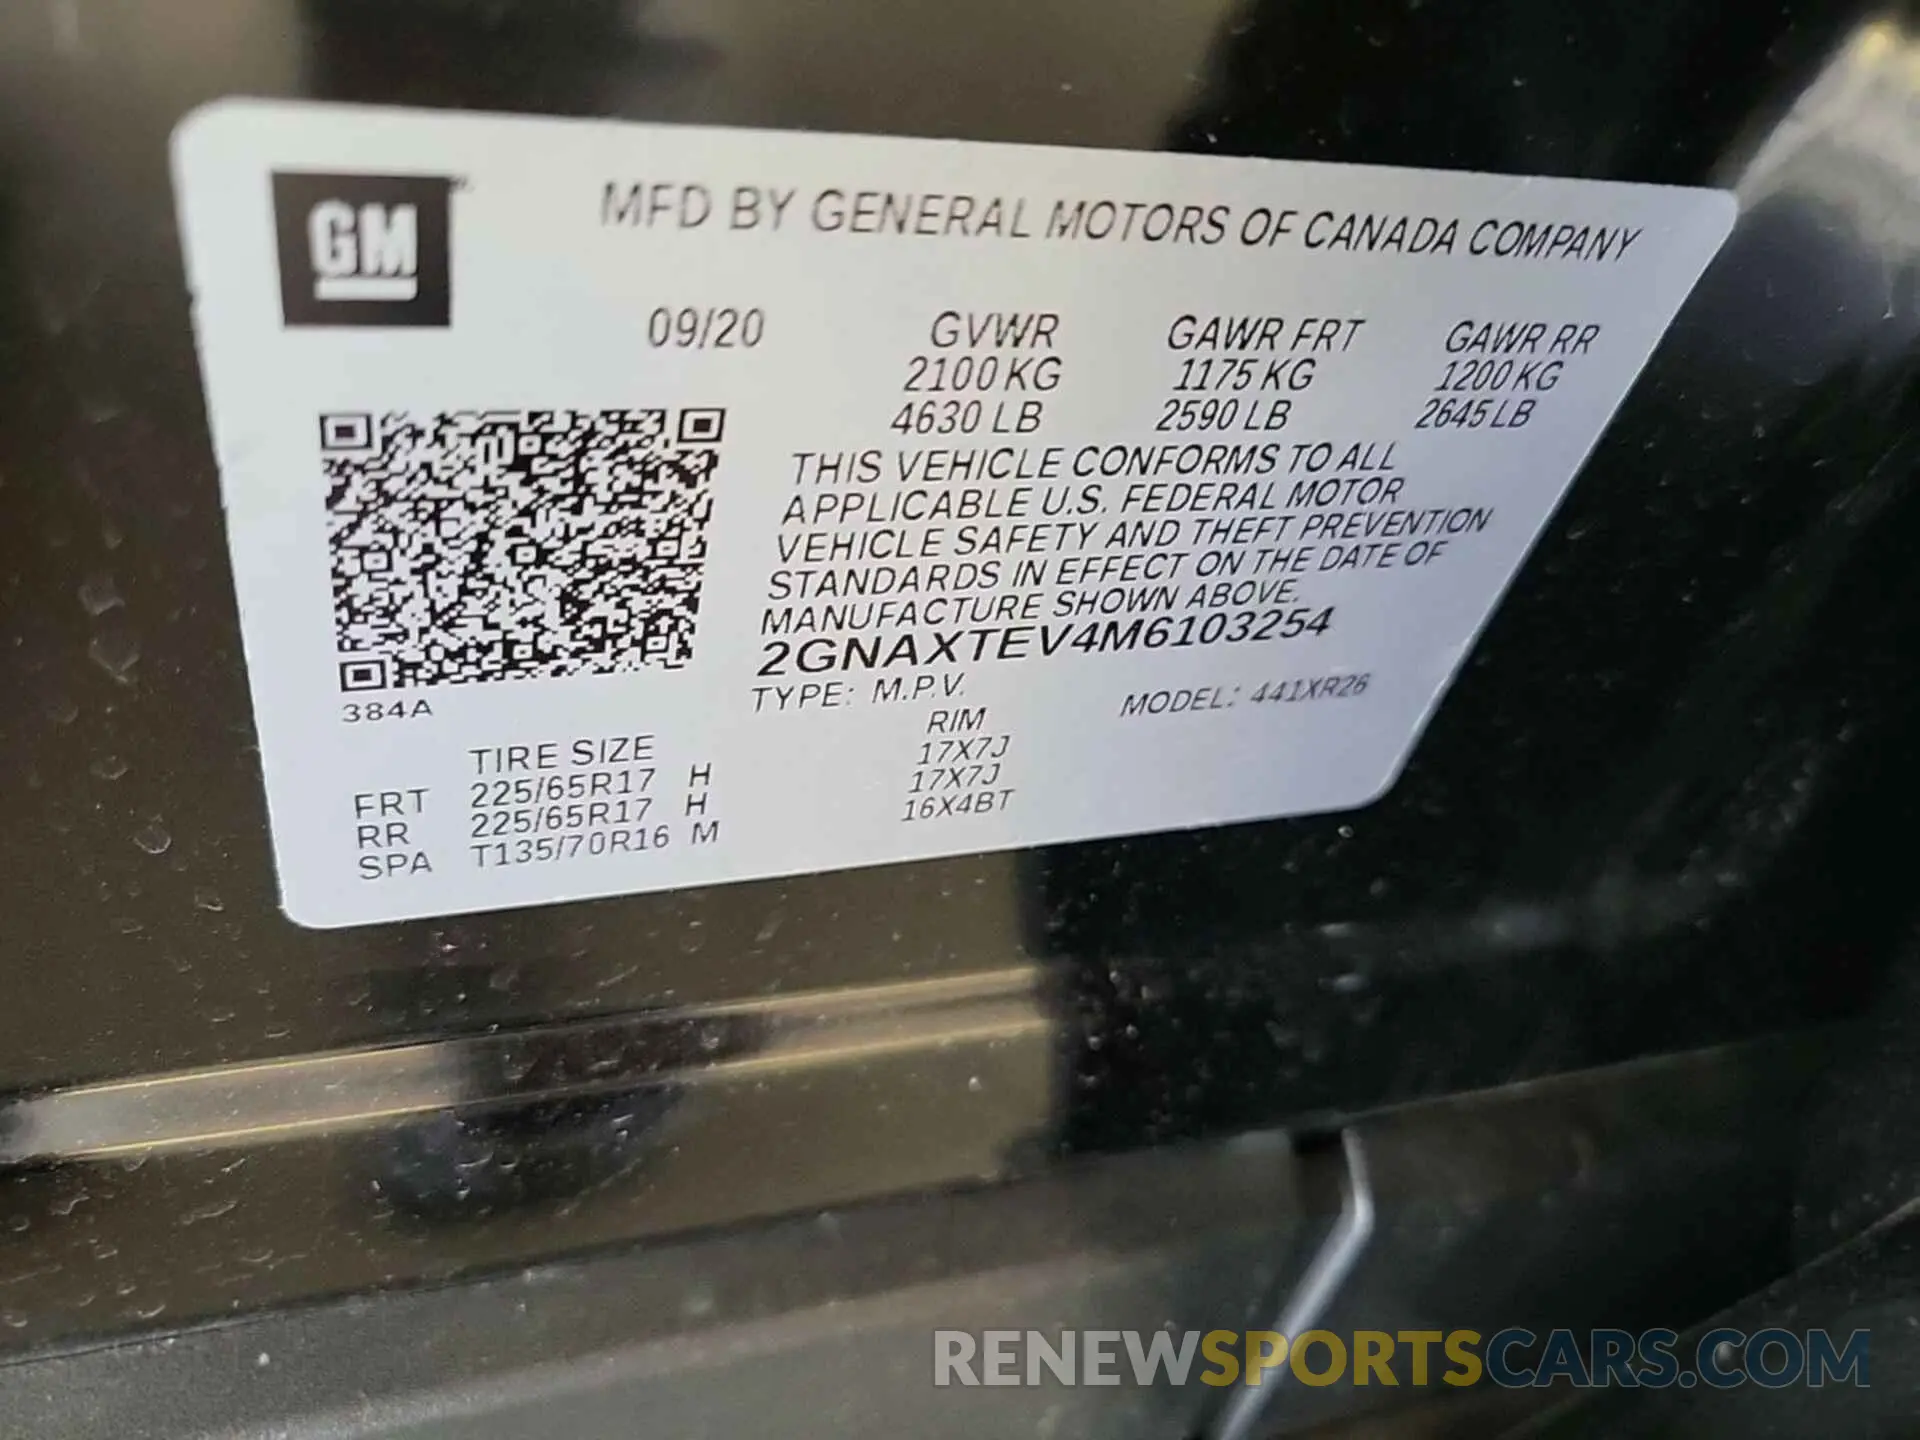 GM
MFD BY GENERAL MOTORS OF CANADA COMPANY
09/20 GVWR GAWR FRT GAWR RR
2100 KG 1175 KG 1200 KG
4630 LB 2590 LB 2645 LB
THIS VEHICLE CONFORMS TO ALL
APPLICABLE U.S. FEDERAL MOTOR
VEHICLE SAFETY AND THEFT PREVENTION
STANDARDS IN EFFECT ON THE DATE OF
MANUFACTURE SHOWN ABOVE.
2GNAXTEV4M6103254
TYPE: M.P.V. MODEL: 441XR26
384A
TIRE SIZE RIM
FRT 225/65R17 H 17X7J
RR 225/65R17 H 17X7J
SPA T135/70R16 M 16X4BT
RENEWSPORTSCARS.COM